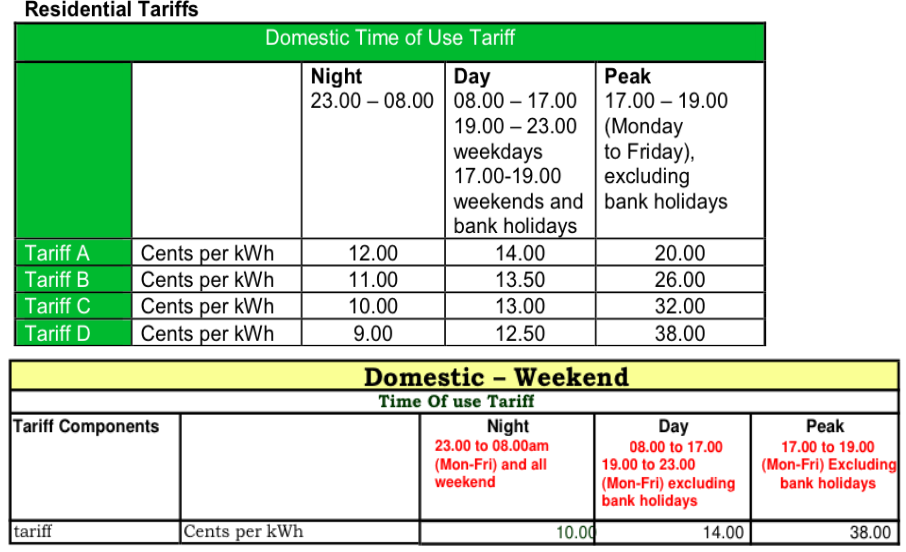 Residential Tariffs
Domestic Time of Use Tariff
Night Day Peak
23.00 – 08.00 08.00 – 17.00 17.00 – 19.00
19.00 – 23.00 (Monday
weekdays to Friday),
17.00-19.00 excluding
weekends and bank holidays
bank holidays
Tariff A Cents per kWh 12.00 14.00 20.00
Tariff B Cents per kWh 11.00 13.50 26.00
Tariff C Cents per kWh 10.00 13.00 32.00
Tariff D Cents per kWh 9.00 12.50 38.00
Domestic – Weekend
Time Of use Tariff
Tariff Components Night Day Peak
23.00 to 08.00am 08.00 to 17.00 17.00 to 19.00
(Mon-Fri) and all 19.00 to 23.00 (Mon-Fri) Excluding
weekend (Mon-Fri) excluding bank holidays
bank holidays
tariff Cents per kWh 10.00 14.00 38.00